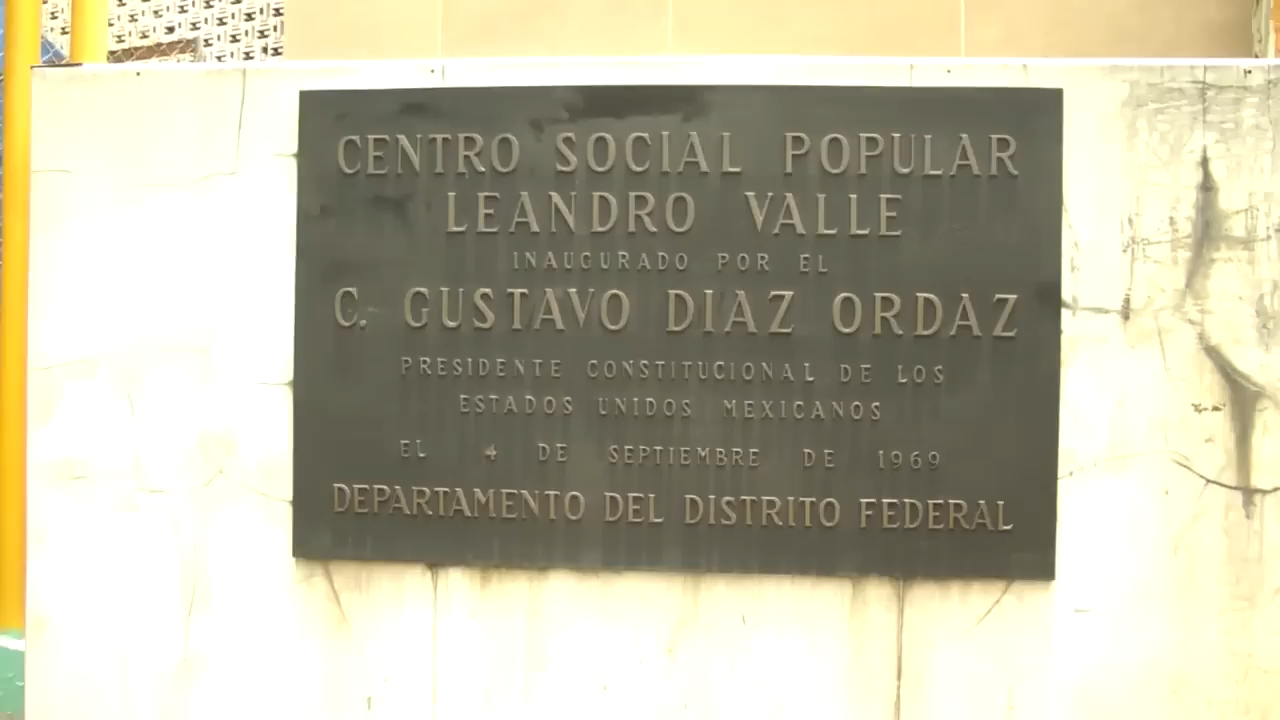 CENTRO SOCIAL POPULAR
LEANDRO VALLE
INAUGURADO POR EL
C. GUSTAVO DIAZ ORDAZ
PRESIDENTE CONSTITUCIONAL DE LOS
ESTADOS UNIDOS MEXICANOS
EL 4 DE SEPTIEMBRE DE 1969
DEPARTAMENTO DEL DISTRITO FEDERAL